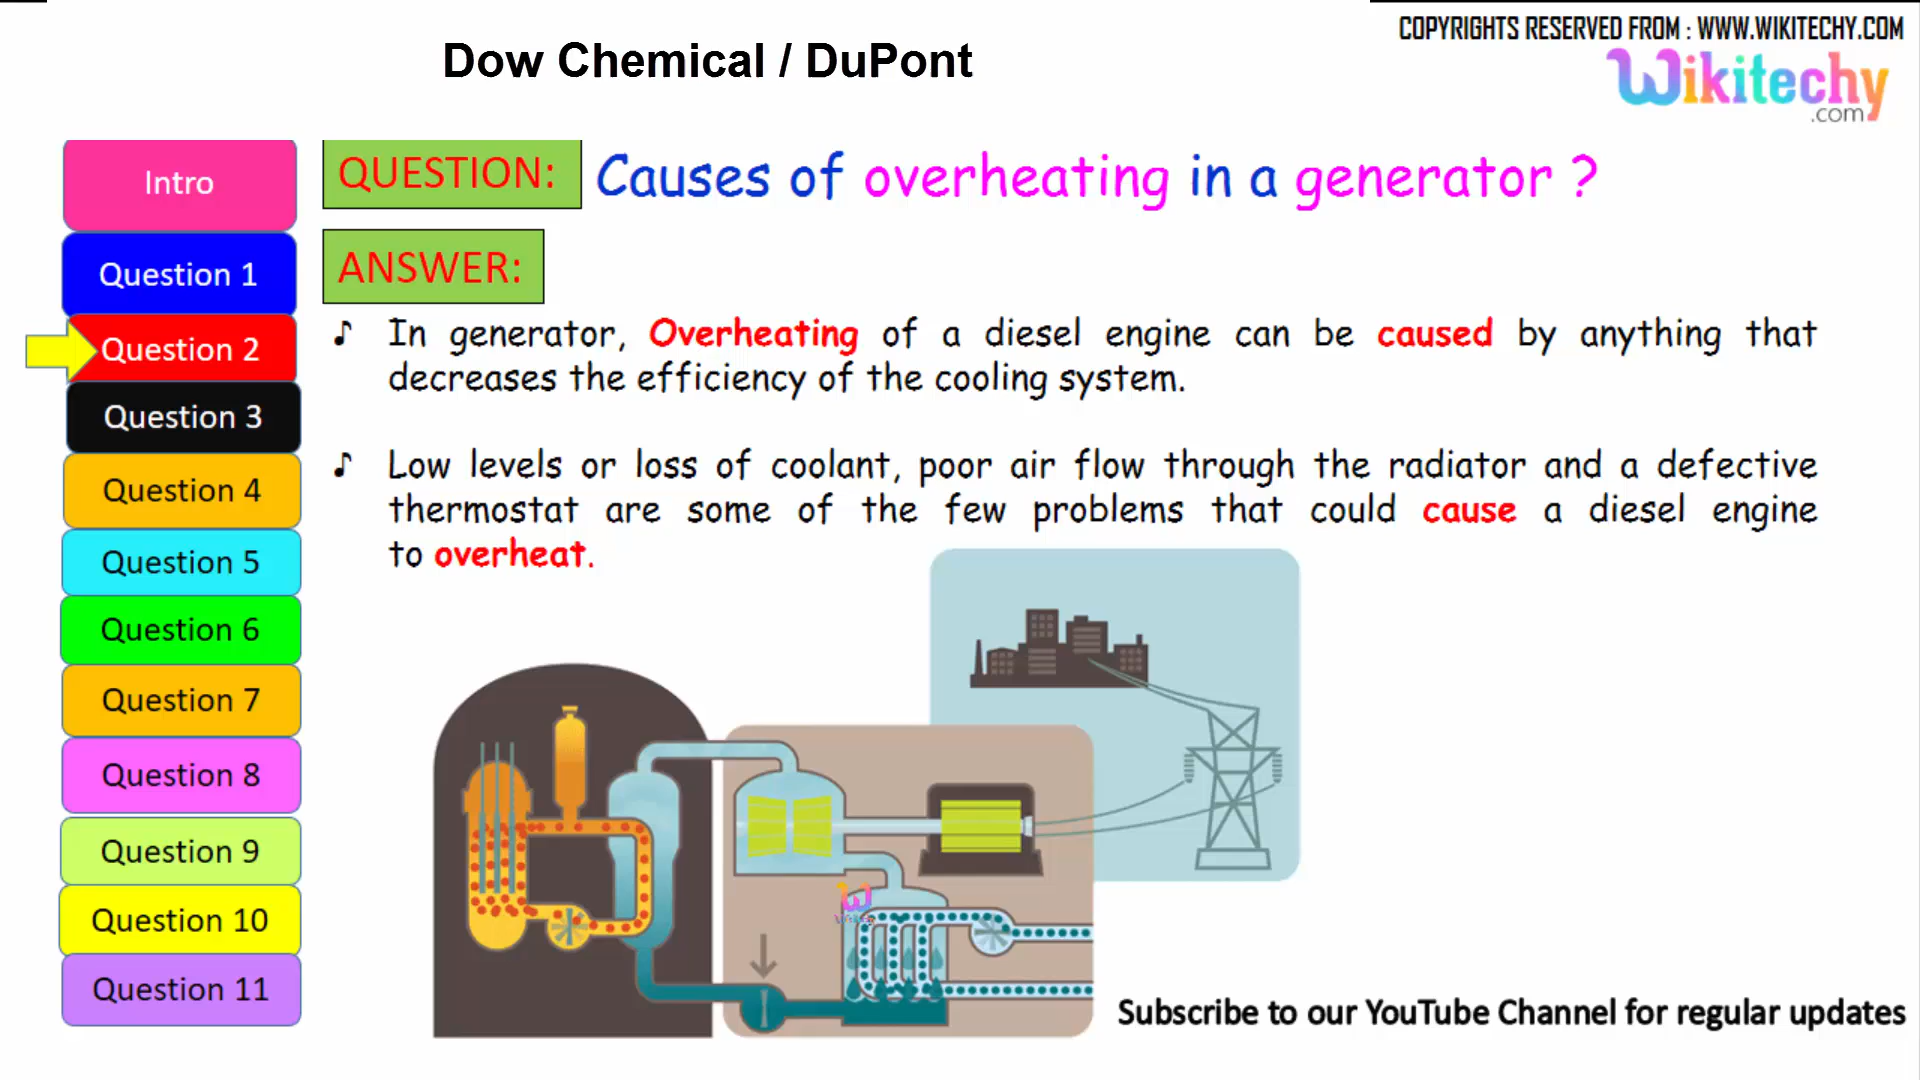 COPYRIGHTS RESERVED FROM : WWW.WIKITECHY.COM
Dow Chemical / DuPont
Wikitechy
.com
Intro
Question 1
Question 2
Question 3
Question 4
Question 5
Question 6
Question 7
Question 8
Question 9
Question 10
Question 11
QUESTION: Causes of overheating in a generator ?
ANSWER:
♪ In generator, Overheating of a diesel engine can be caused by anything that
decreases the efficiency of the cooling system.
♪ Low levels or loss of coolant, poor air flow through the radiator and a defective
thermostat are some of the few problems that could cause a diesel engine
to overheat.
Subscribe to our YouTube Channel for regular updates